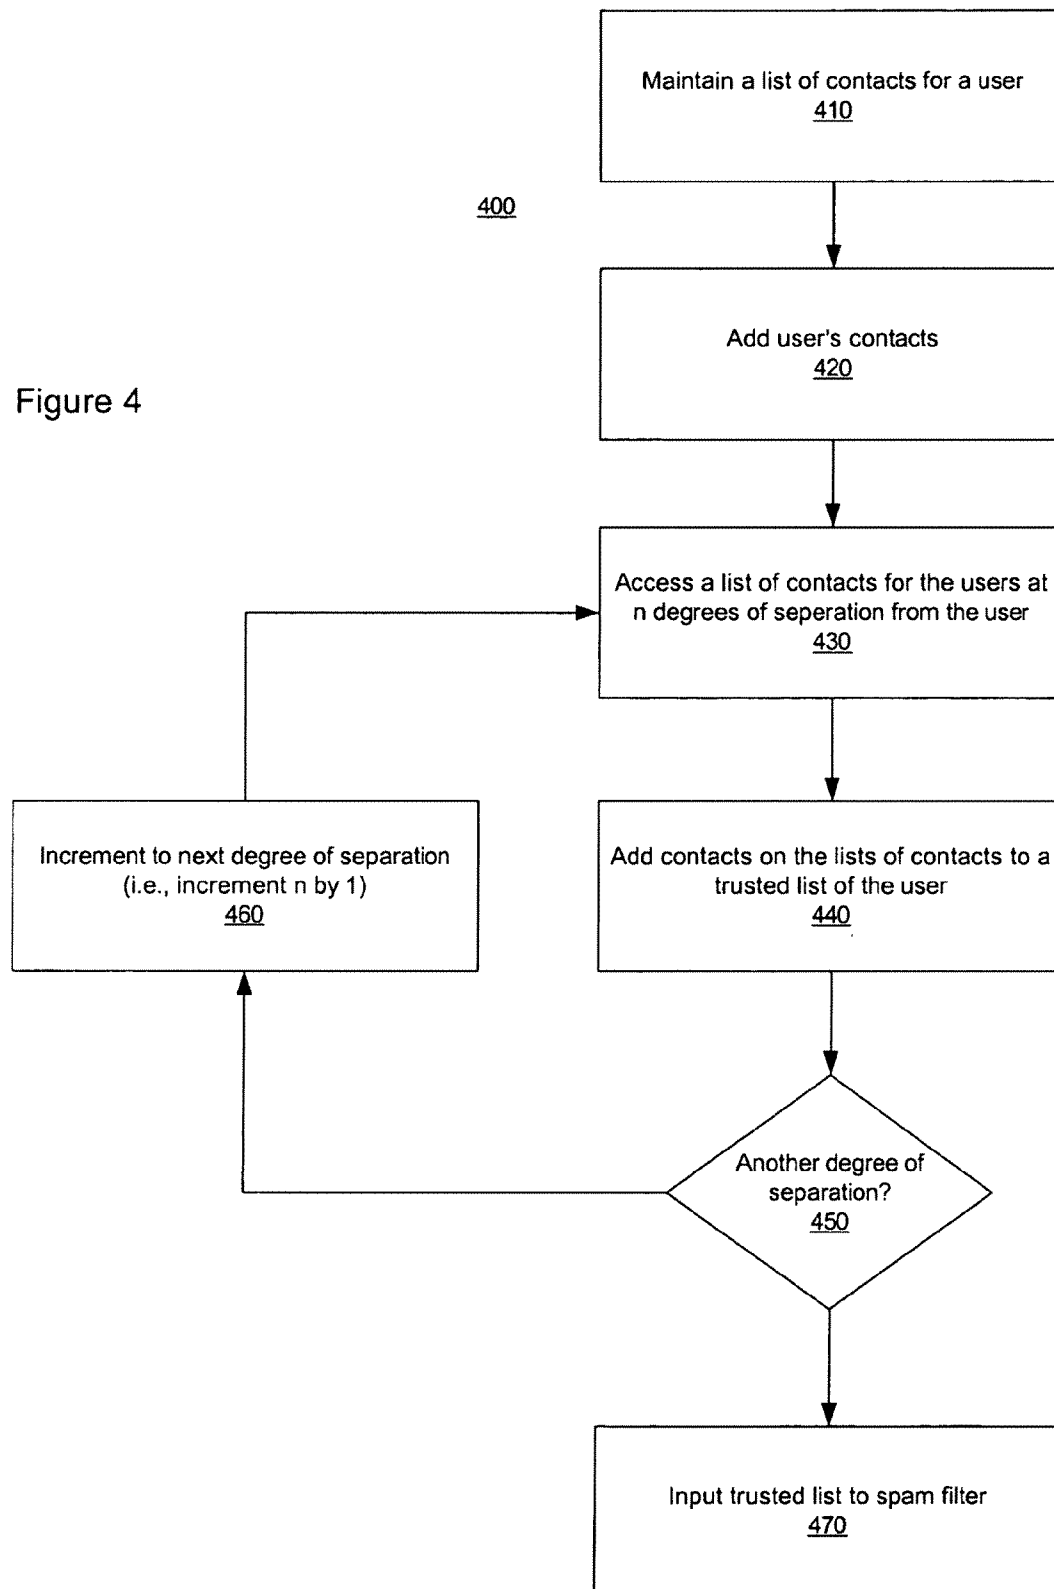 Maintain a list of contacts for a user
410
400
Add user's contacts
420
Figure 4
Access a list of contacts for the users at
n degrees of seperation from the user
430
Increment to next degree of separation
(i.e., increment n by 1)
460
Add contacts on the lists of contacts to a
trusted list of the user
440
Another degree of
separation?
450
Input trusted list to spam filter
470